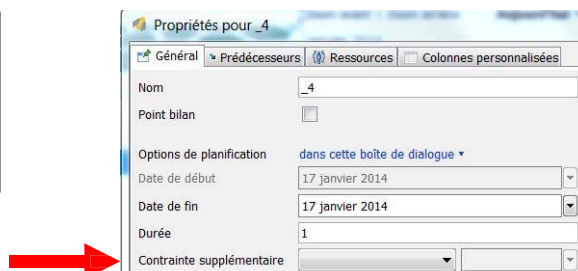 Propriétés pour _4
Général Prédécesseurs Ressources Colonnes personnalisées
Nom _4
Point bilan
Options de planification dans cette boîte de dialogue
Date de début 17 janvier 2014
Date de fin 17 janvier 2014
Durée 1
Contrainte supplémentaire